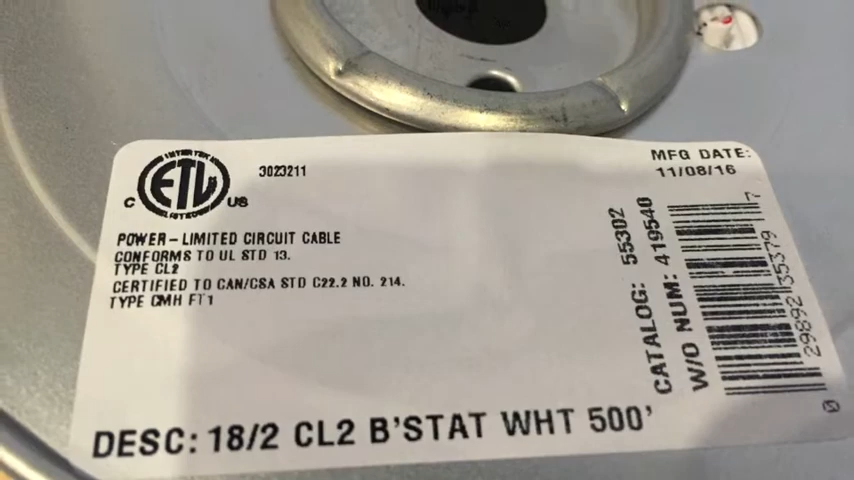 INTERTEK
ETL
C US
LISTED
3023211
MFG DATE:
11/08/16
POWER-LIMITED CIRCUIT CABLE
CONFORMS TO UL STD 13.
TYPE CL2
CERTIFIED TO CAN/CSA STD C22.2 NO. 214.
TYPE CMH FT1
CATALOG: 55302
W/O NUM: 419540
0 29892 35379 7
DESC: 18/2 CL2 B'STAT WHT 500'